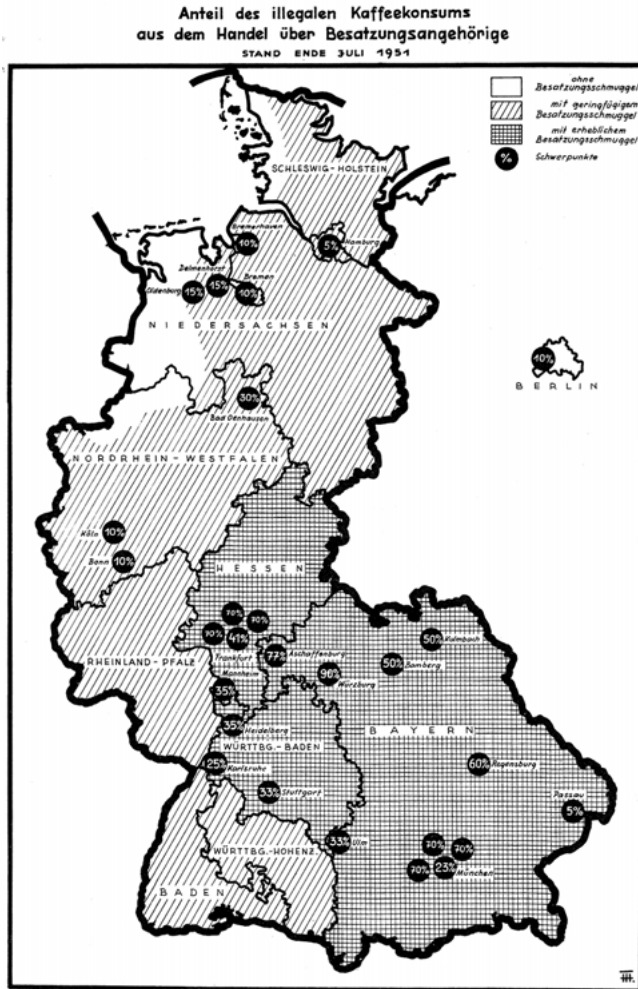 Anteil des illegalen Kaffeekonsums
aus dem Handel über Besatzungsangehörige
STAND ENDE JULI 1951
ohne
Besatzungsschmuggel
mit geringfügigem
Besatzungsschmuggel
mit erheblichem
Besatzungsschmuggel
% Schwerpunkte
SCHLESWIG-HOLSTEIN
Bremerhaven
10%
5% Hamburg
Delmenhorst
Oldenburg 15%
15%
Bremen
10%
NIEDERSACHSEN
10%
BERLIN
30%
Bad Oenhausen
NORDRHEIN-WESTFALEN
Köln 10%
Bonn 10%
HESSEN
70%
70%
70%
41%
Frankfurt
77% Aschaffenburg
96% Würzburg
50% Kulmbach
50% Bamberg
RHEINLAND-PFALZ
Mannheim
35%
35%
Heidelberg
BAYERN
WÜRTTBG.-BADEN
25% Karlsruhe
33% Stuttgart
60% Regensburg
Passau
5%
33% Ulm
WÜRTTBG.-HOHENZ.
70%
70%
70%
23% München
BADEN